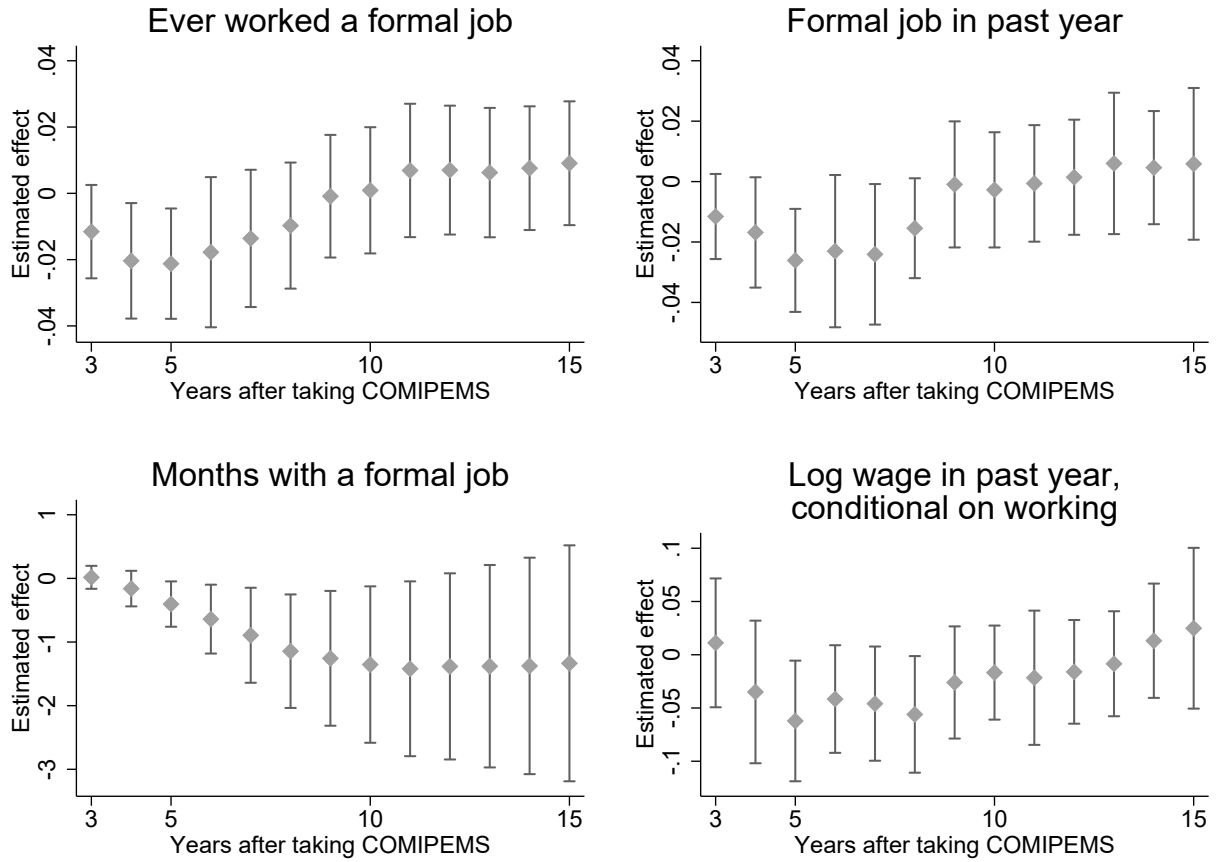 Ever worked a formal job
Estimated effect
.04
.02
0
-.02
-.04
3
5
10
15
Years after taking COMIPEMS
Formal job in past year
Estimated effect
.04
.02
0
-.02
-.04
3
5
10
15
Years after taking COMIPEMS
Months with a formal job
Estimated effect
1
0
-1
-2
-3
3
5
10
15
Years after taking COMIPEMS
Log wage in past year,
conditional on working
Estimated effect
.1
.05
0
-.05
-.1
3
5
10
15
Years after taking COMIPEMS